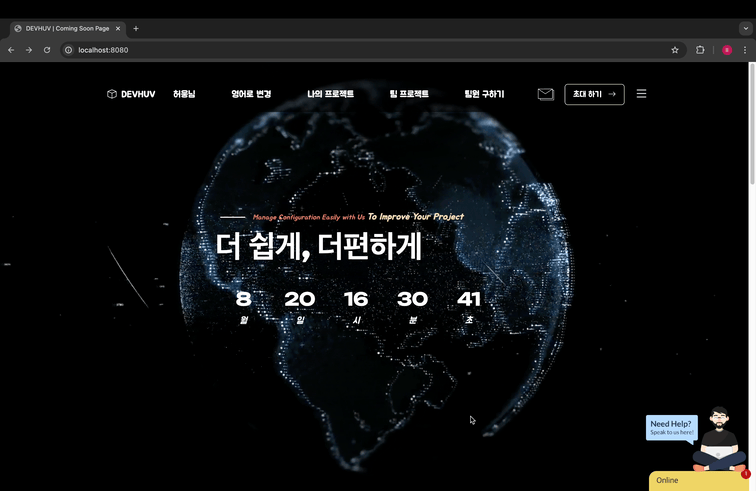 DEVHUV | Coming Soon Page
localhost:8080
DEVHUV 허웅님 영어로 변경 나의 프로젝트 팀 프로젝트 팀원 구하기 초대 하기 →
Manage Configuration Easily with Us To Improve Your Project
더 쉽게, 더편하게
8 20 16 30 41
월 일 시 분 초
Need Help?
Speak to us here!
Online